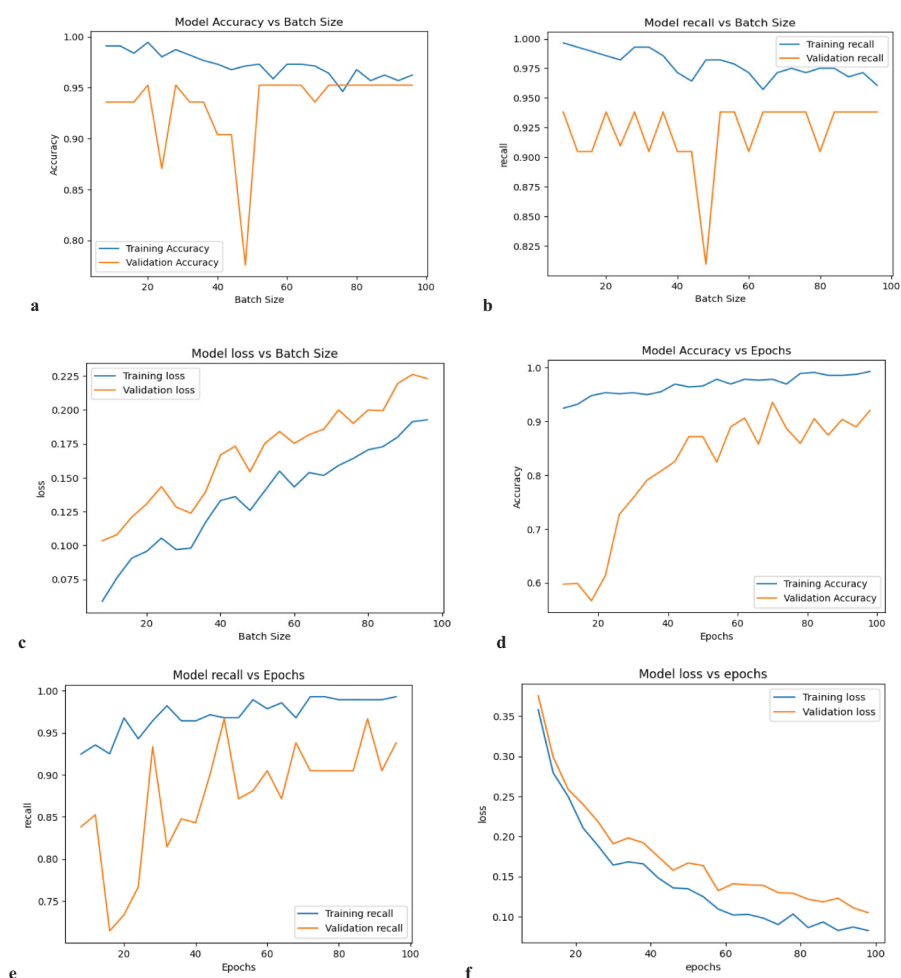 Model Accuracy vs Batch Size
1.00
0.95
0.90
0.85
0.80
Accuracy
Training Accuracy
Validation Accuracy
20 40 60 80 100
Batch Size
a
Model recall vs Batch Size
1.000
0.975
0.950
0.925
0.900
0.875
0.850
0.825
recall
Training recall
Validation recall
20 40 60 80 100
Batch Size
b
Model loss vs Batch Size
0.225
0.200
0.175
0.150
0.125
0.100
0.075
loss
Training loss
Validation loss
20 40 60 80 100
Batch Size
c
Model Accuracy vs Epochs
1.0
0.9
0.8
0.7
0.6
Accuracy
Training Accuracy
Validation Accuracy
20 40 60 80 100
Epochs
d
Model recall vs Epochs
1.00
0.95
0.90
0.85
0.80
0.75
recall
Training recall
Validation recall
20 40 60 80 100
Epochs
e
Model loss vs epochs
0.35
0.30
0.25
0.20
0.15
0.10
loss
Training loss
Validation loss
20 40 60 80 100
epochs
f